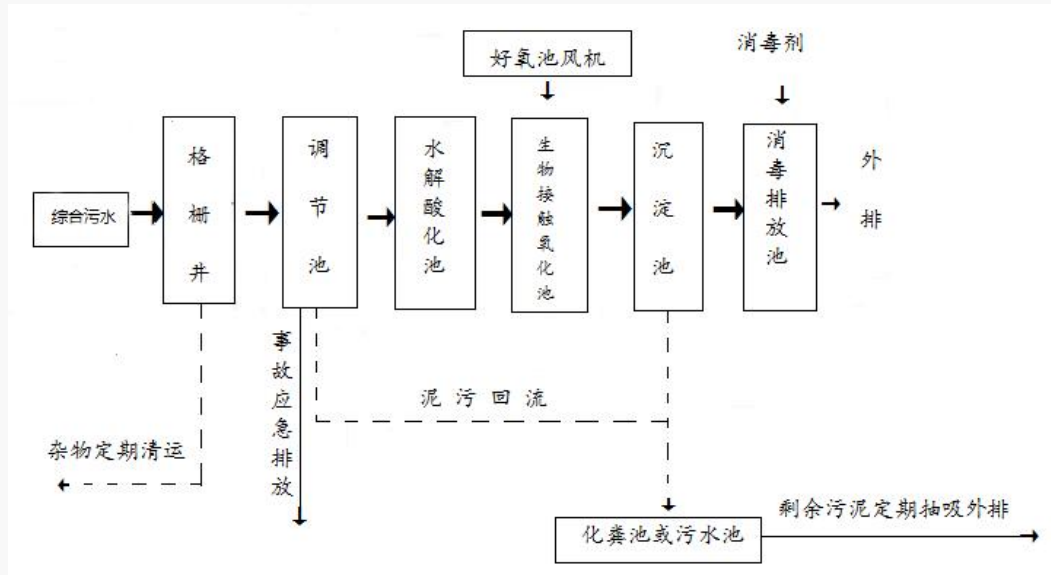 好氧池风机
消毒剂
综合污水
格栅井
调节池
水解酸化池
生物接触氧化池
沉淀池
消毒排放池
外排
事故应急排放
泥污回流
杂物定期清运
化粪池或污水池
剩余污泥定期抽吸外排